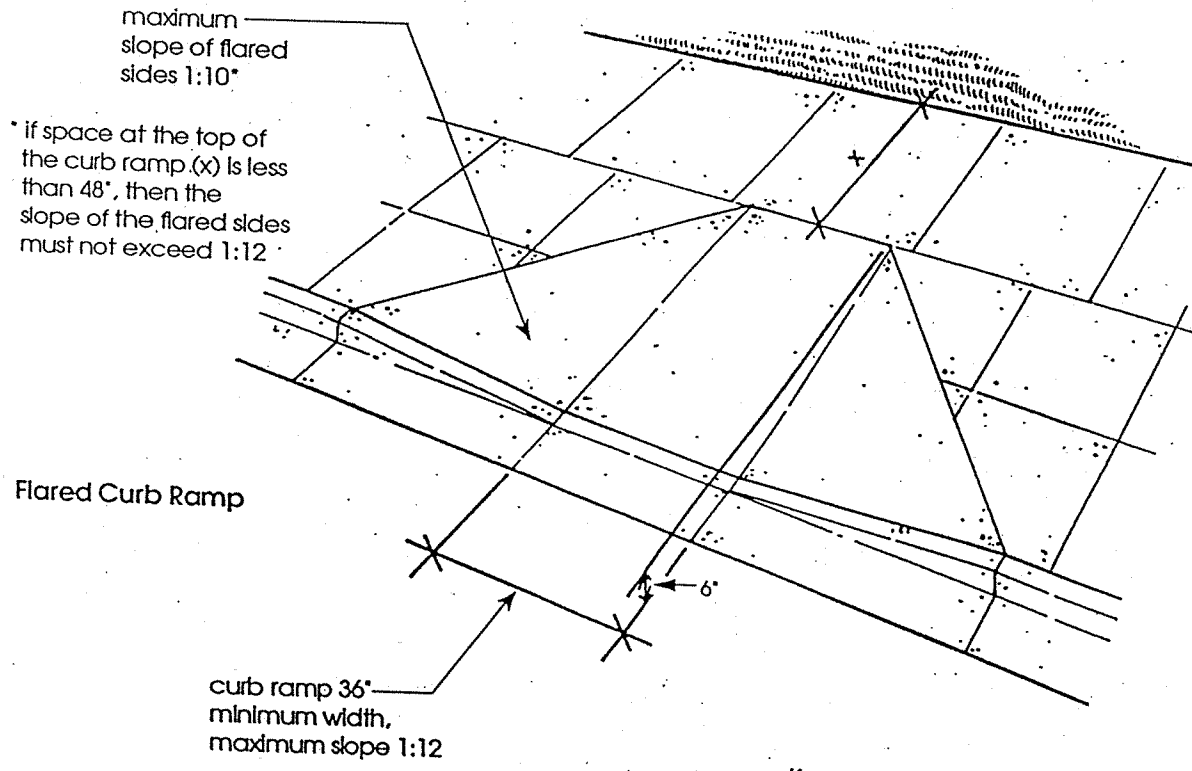 maximum
slope of flared
sides 1:10*
* if space at the top of
the curb ramp (x) is less
than 48", then the
slope of the flared sides
must not exceed 1:12
x
Flared Curb Ramp
6"
curb ramp 36"
minimum width,
maximum slope 1:12